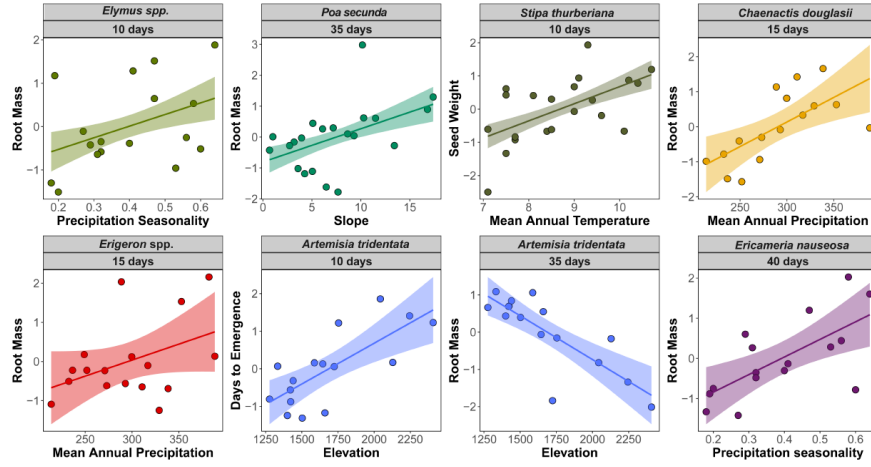 Elymus spp.
10 days
Root Mass
2
1
0
−1
0.2 0.3 0.4 0.5 0.6
Precipitation Seasonality
Poa secunda
35 days
Root Mass
3
2
1
0
−1
−2
0 5 10 15
Slope
Stipa thurberiana
10 days
Seed Weight
2
1
0
−1
−2
7 8 9 10
Mean Annual Temperature
Chaenactis douglasii
15 days
Root Mass
2
1
0
−1
−2
250 300 350
Mean Annual Precipitation
Erigeron spp.
15 days
Root Mass
2
1
0
−1
250 300 350
Mean Annual Precipitation
Artemisia tridentata
10 days
Days to Emergence
2
1
0
−1
1250 1500 1750 2000 2250
Elevation
Artemisia tridentata
35 days
Root Mass
1
0
−1
−2
1250 1500 1750 2000 2250
Elevation
Ericameria nauseosa
40 days
Root Mass
2
1
0
−1
0.2 0.3 0.4 0.5 0.6
Precipitation seasonality